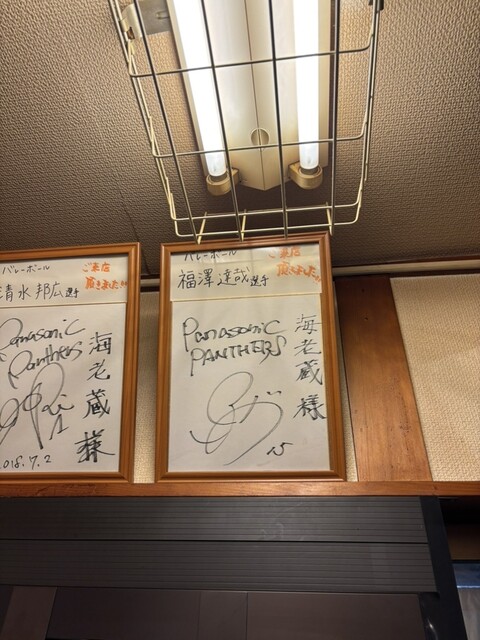 バレーボール
ご来店
清水 邦広 選手
頂きました!!
Panasonic
Panthers
海老蔵 様
2018.7.2
バレーボール
ご来店
福澤 達哉 選手
頂きました!!
Panasonic
PANTHERS
海老蔵 様
15